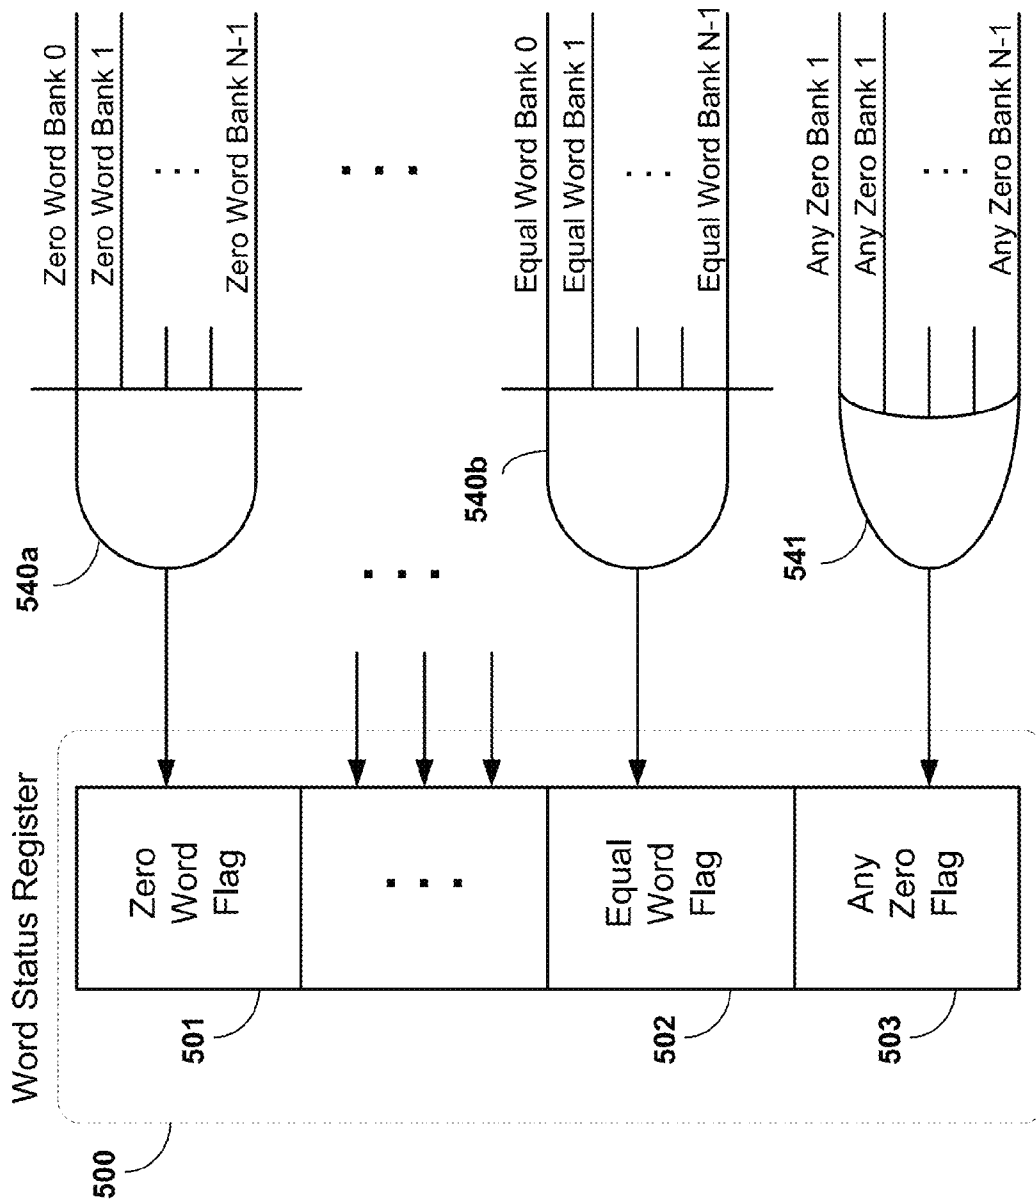 Word Status Register
500
Zero
Word
Flag
501
. . .
Equal
Word
Flag
502
Any
Zero
Flag
503
540a
Zero Word Bank 0
Zero Word Bank 1
. . .
Zero Word Bank N-1
. . .
. . .
540b
Equal Word Bank 0
Equal Word Bank 1
. . .
Equal Word Bank N-1
541
Any Zero Bank 1
Any Zero Bank 1
. . .
Any Zero Bank N-1